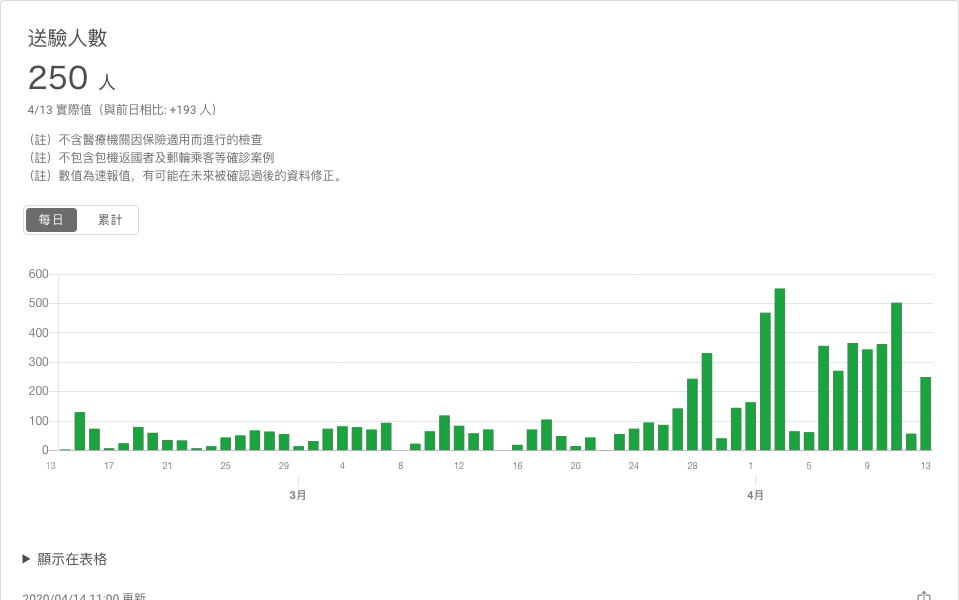 送驗人數
250 人
4/13 實際值（與前日相比: +193 人）
（註）不含醫療機關因保險適用而進行的檢查
（註）不包含包機返國者及郵輪乘客等確診案例
（註）數值為速報值，有可能在未來被確認過後的資料修正。
每日 累計
600
500
400
300
200
100
0
13 17 21 25 29 4 8 12 16 20 24 28 1 5 9 13
3月 4月
▶ 顯示在表格
2020/04/14 11:00 更新